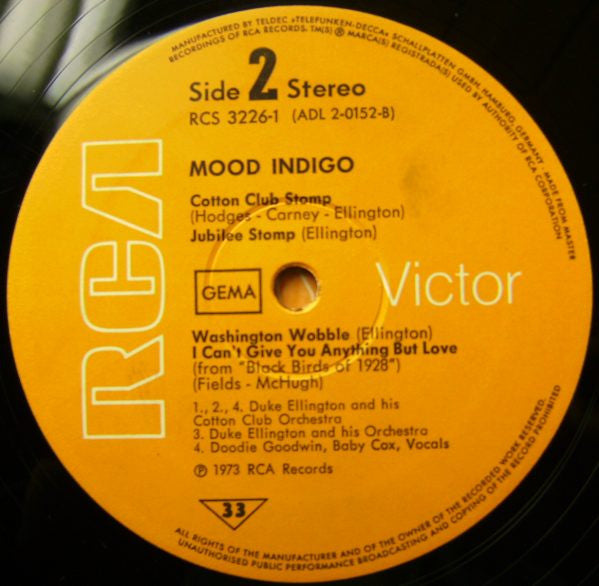 MANUFACTURED BY TELDEC »TELEFUNKEN-DECCA« SCHALLPLATTEN GMBH, HAMBURG, GERMANY · MADE FROM MASTER
RECORDINGS OF RCA RECORDS. TM(S) ® MARCA(S) REGISTRADA(S) USED BY AUTHORITY OF RCA CORPORATION
Side 2 Stereo
RCS 3226-1 (ADL 2-0152-B)
MOOD INDIGO
Cotton Club Stomp
(Hodges - Carney - Ellington)
Jubilee Stomp (Ellington)
RCA
GEMA
Victor
Washington Wobble (Ellington)
I Can't Give You Anything But Love
(from "Black Birds of 1928")
(Fields - McHugh)
1., 2., 4. Duke Ellington and his
Cotton Club Orchestra
3. Duke Ellington and his Orchestra
4. Doodie Goodwin, Baby Cox, Vocals
℗ 1973 RCA Records
33
ALL RIGHTS OF THE MANUFACTURER AND OF THE OWNER OF THE RECORDED WORK RESERVED.
UNAUTHORISED PUBLIC PERFORMANCE BROADCASTING AND COPYING OF THE RECORD PROHIBITED